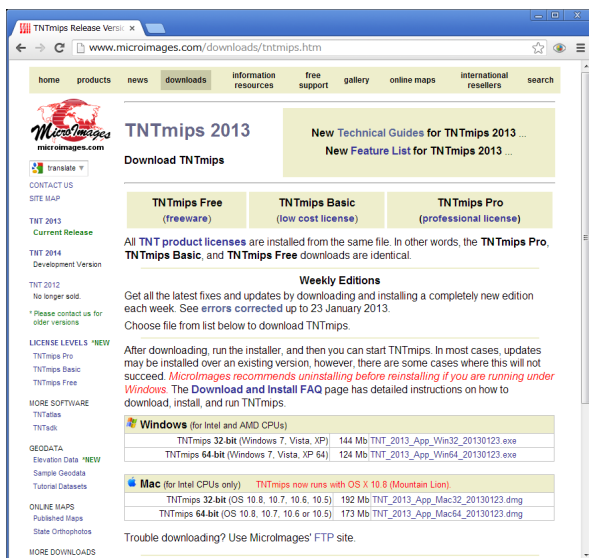 TNTmips Release Versic
www.microimages.com/downloads/tntmips.htm
home products news downloads information resources free support gallery online maps international resellers search
MicroImages
microimages.com
translate
CONTACT US
SITE MAP
TNT 2013
Current Release
TNT 2014
Development Version
TNT 2012
No longer sold.
* Please contact us for
older versions
LICENSE LEVELS *NEW
TNTmips Pro
TNTmips Basic
TNTmips Free
MORE SOFTWARE
TNTatlas
TNTsdk
GEODATA
Elevation Data *NEW
Sample Geodata
Tutorial Datasets
ONLINE MAPS
Published Maps
State Orthophotos
MORE DOWNLOADS
TNTmips 2013
Download TNTmips
New Technical Guides for TNTmips 2013 ...
New Feature List for TNTmips 2013 ...
TNTmips Free
(freeware)
TNTmips Basic
(low cost license)
TNTmips Pro
(professional license)
All TNT product licenses are installed from the same file. In other words, the TNTmips Pro,
TNTmips Basic, and TNTmips Free downloads are identical.
Weekly Editions
Get all the latest fixes and updates by downloading and installing a completely new edition
each week. See errors corrected up to 23 January 2013.
Choose file from list below to download TNTmips.
After downloading, run the installer, and then you can start TNTmips. In most cases, updates
may be installed over an existing version, however, there are some cases where this will not
succeed. MicroImages recommends uninstalling before reinstalling if you are running under
Windows. The Download and Install FAQ page has detailed instructions on how to
download, install, and run TNTmips.
Windows (for Intel and AMD CPUs)
TNTmips 32-bit (Windows 7, Vista, XP) 144 Mb TNT_2013_App_Win32_20130123.exe
TNTmips 64-bit (Windows 7, Vista, XP 64) 124 Mb TNT_2013_App_Win64_20130123.exe
Mac (for Intel CPUs only) TNTmips now runs with OS X 10.8 (Mountain Lion).
TNTmips 32-bit (OS 10.8, 10.7, 10.6, 10.5) 192 Mb TNT_2013_App_Mac32_20130123.dmg
TNTmips 64-bit (OS 10.8, 10.7, 10.6 or 10.5) 173 Mb TNT_2013_App_Mac64_20130123.dmg
Trouble downloading? Use MicroImages' FTP site.